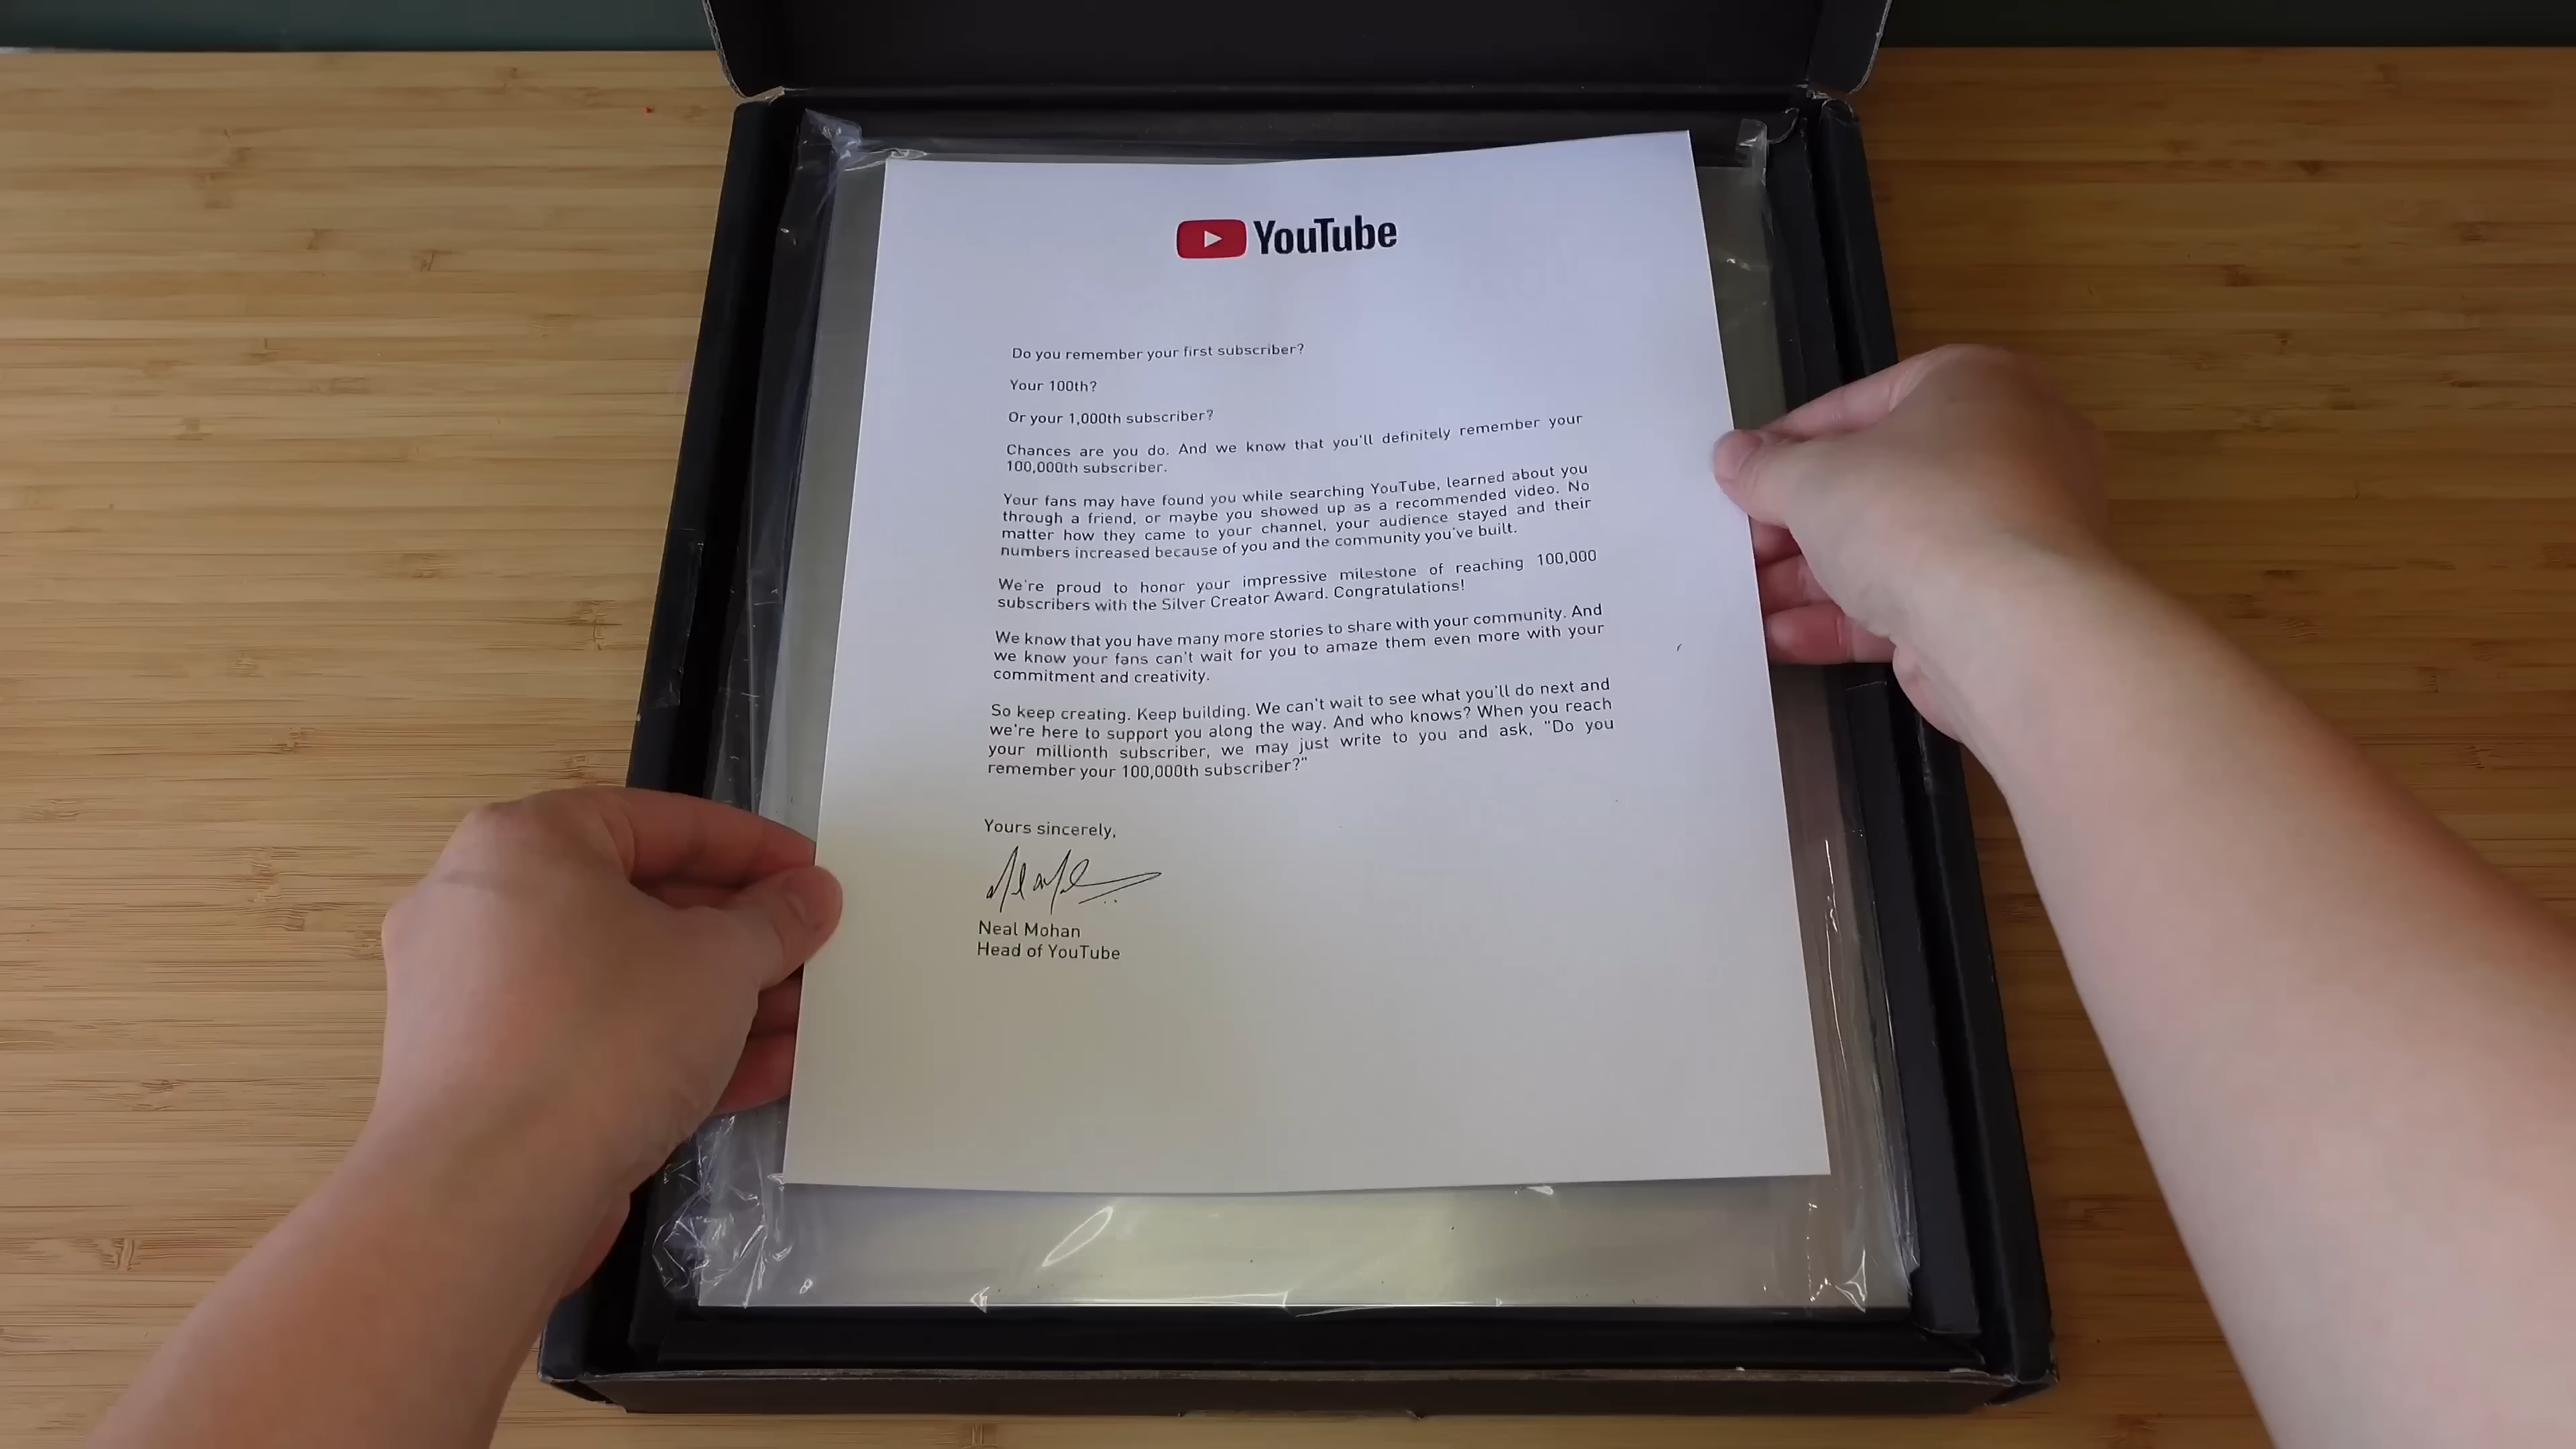 YouTube
Do you remember your first subscriber?
Your 100th?
Or your 1,000th subscriber?
Chances are you do. And we know that you'll definitely remember your
100,000th subscriber.
Your fans may have found you while searching YouTube, learned about you
through a friend, or maybe you showed up as a recommended video. No
matter how they came to your channel, your audience stayed and their
numbers increased because of you and the community you've built.
We're proud to honor your impressive milestone of reaching 100,000
subscribers with the Silver Creator Award. Congratulations!
We know that you have many more stories to share with your community. And
we know your fans can't wait for you to amaze them even more with your
commitment and creativity.
So keep creating. Keep building. We can't wait to see what you'll do next and
we're here to support you along the way. And who knows? When you reach
your millionth subscriber, we may just write to you and ask, "Do you
remember your 100,000th subscriber?"
Yours sincerely,
Neal Mohan
Head of YouTube